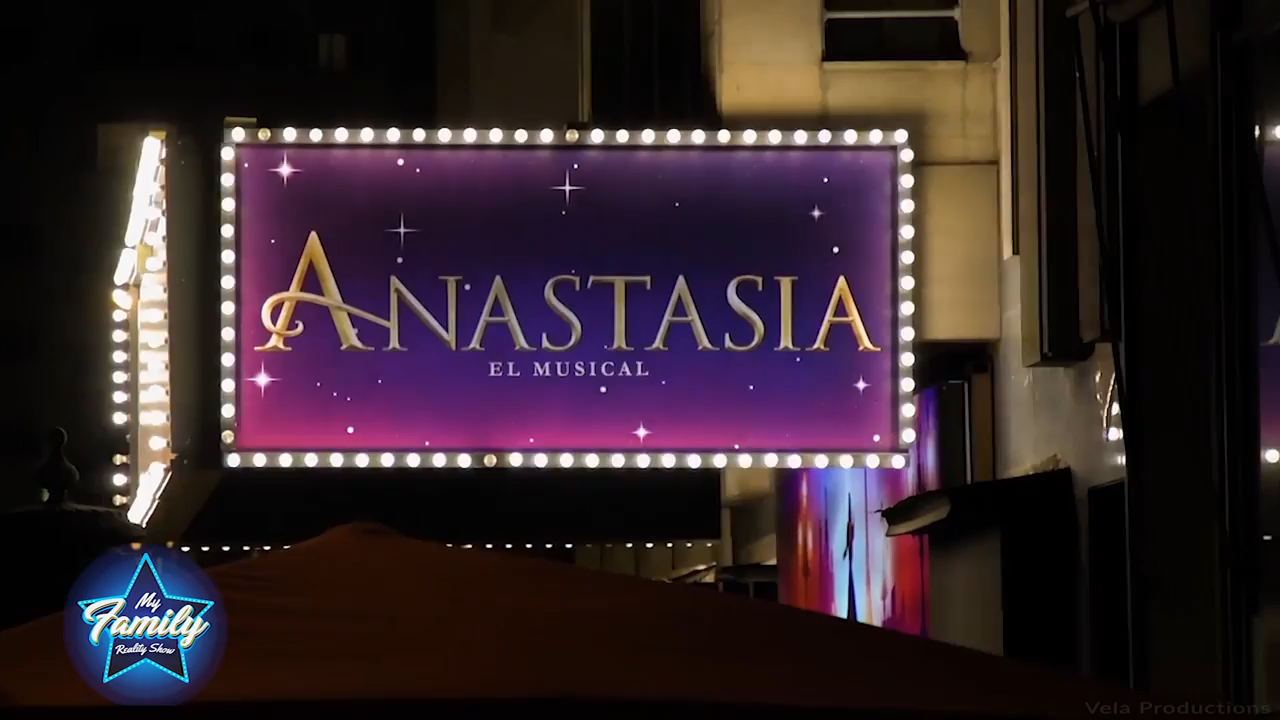 ANASTASIA
EL MUSICAL
My
Family
Reality Show
Vela Productions